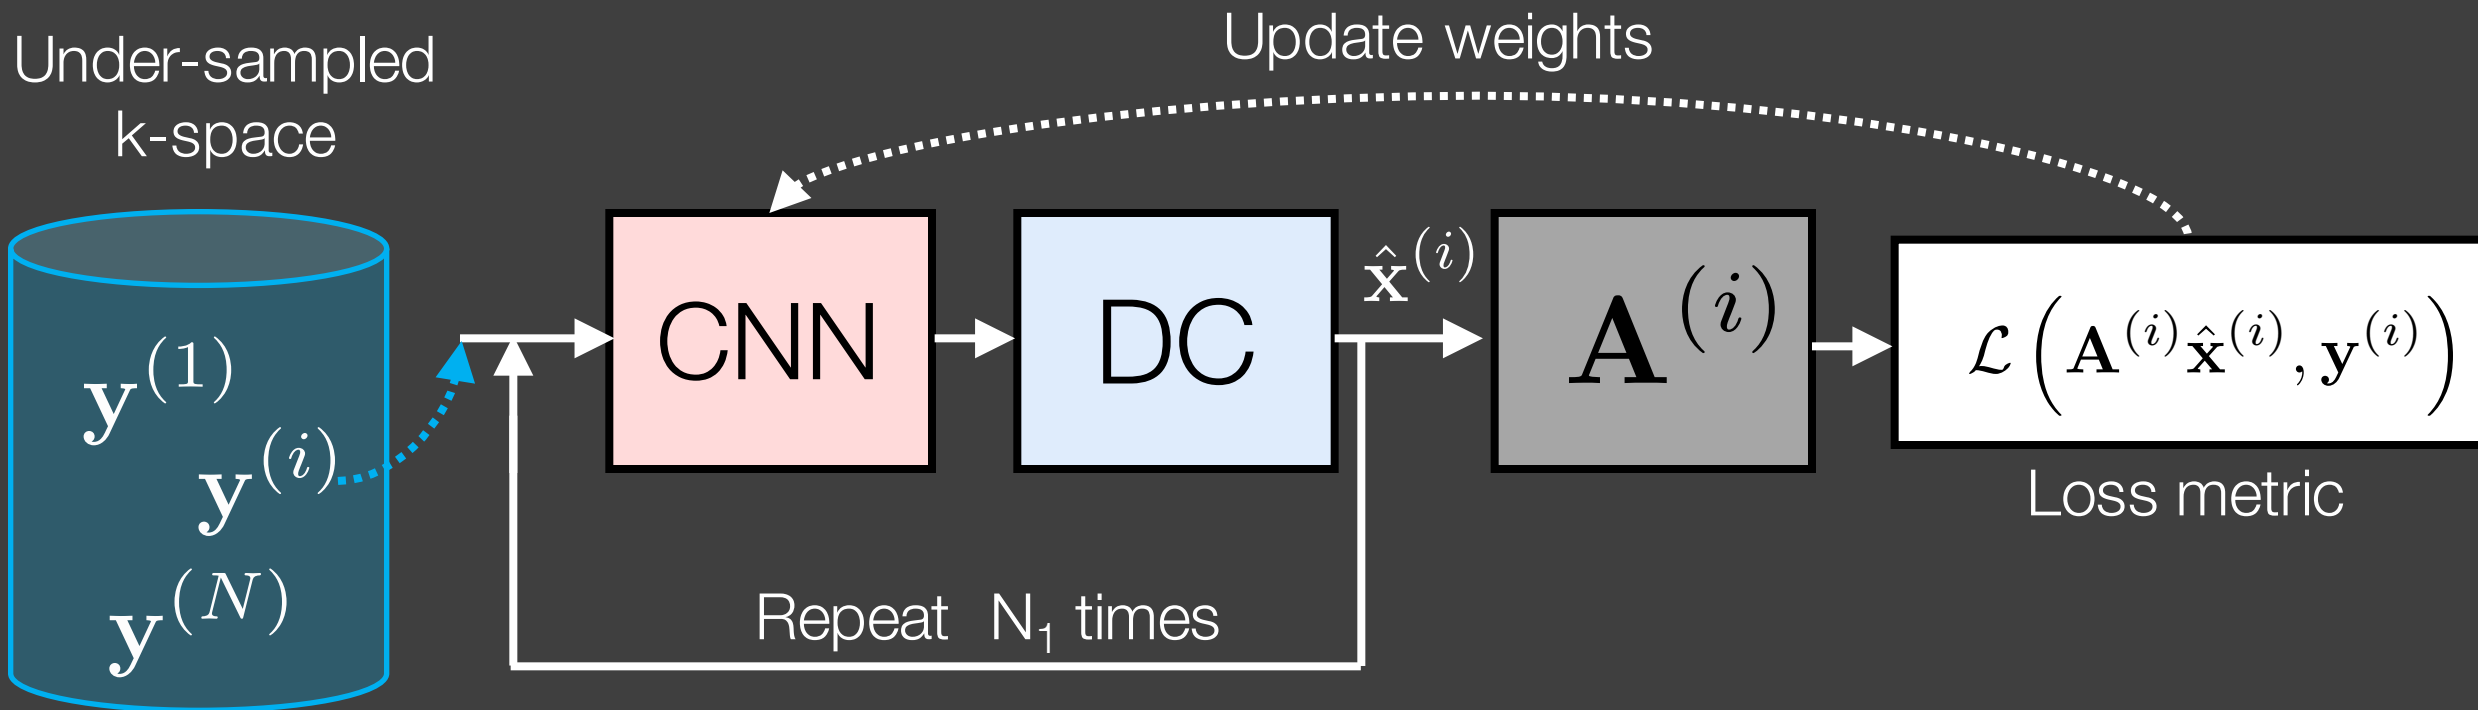 Under-sampled
k-space
Update weights
y^(1)
y^(i)
y^(N)
CNN
DC
x̂^(i)
A^(i)
ℒ(A^(i) x̂^(i), y^(i))
Loss metric
Repeat N₁ times